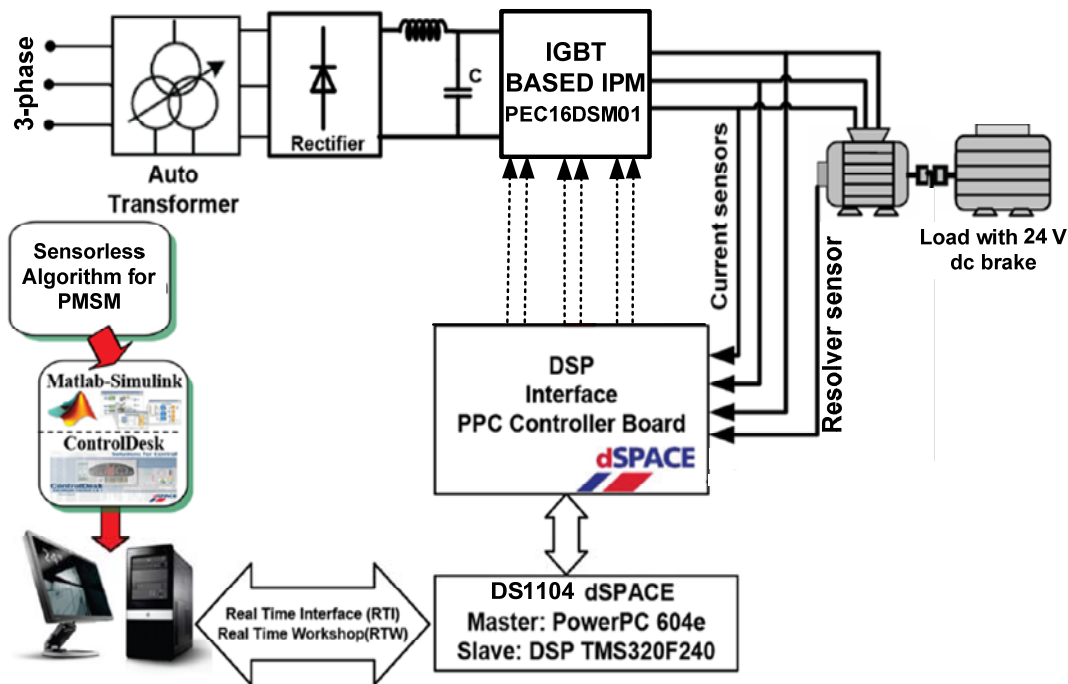 3-phase
Auto
Transformer
Rectifier
C
IGBT
BASED IPM
PEC16DSM01
Current sensors
Resolver sensor
Load with 24 V
dc brake
Sensorless
Algorithm for
PMSM
Matlab-Simulink
ControlDesk
DSP
Interface
PPC Controller Board
dSPACE
Real Time Interface (RTI)
Real Time Workshop(RTW)
DS1104 dSPACE
Master: PowerPC 604e
Slave: DSP TMS320F240